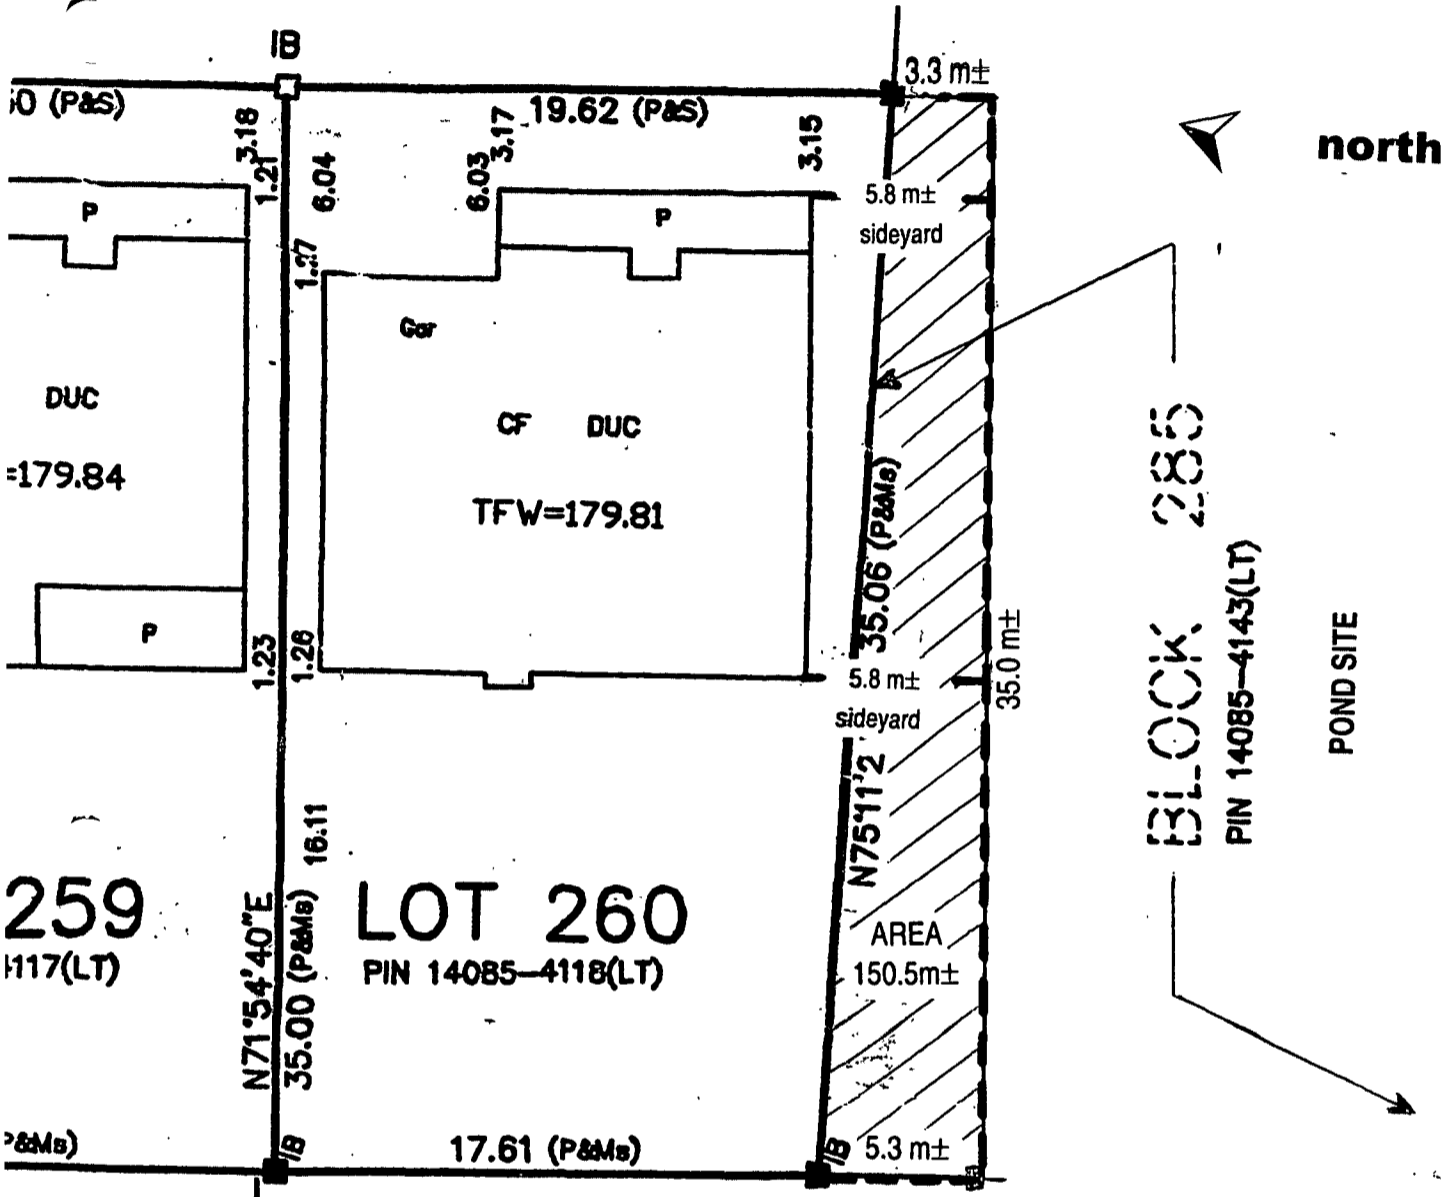 IB
3.3 m±
50 (P&S)
19.62 (P&S)
north
3.18
1.21
6.04
6.03
3.17
3.15
5.8 m±
sideyard
P
P
1.27
Gar
DUC
CF DUC
=179.84
TFW=179.81
35.06 (P&Ms)
BLOCK 285
PIN 14085-4143(LT)
POND SITE
P
1.23
1.26
5.8 m±
sideyard
35.0 m±
N75°11'2
16.11
259
LOT 260
4117(LT)
PIN 14085-4118(LT)
N71°54'40"E
35.00 (P&Ms)
AREA
150.5m±
P&Ms)
IB
17.61 (P&Ms)
IB
5.3 m±